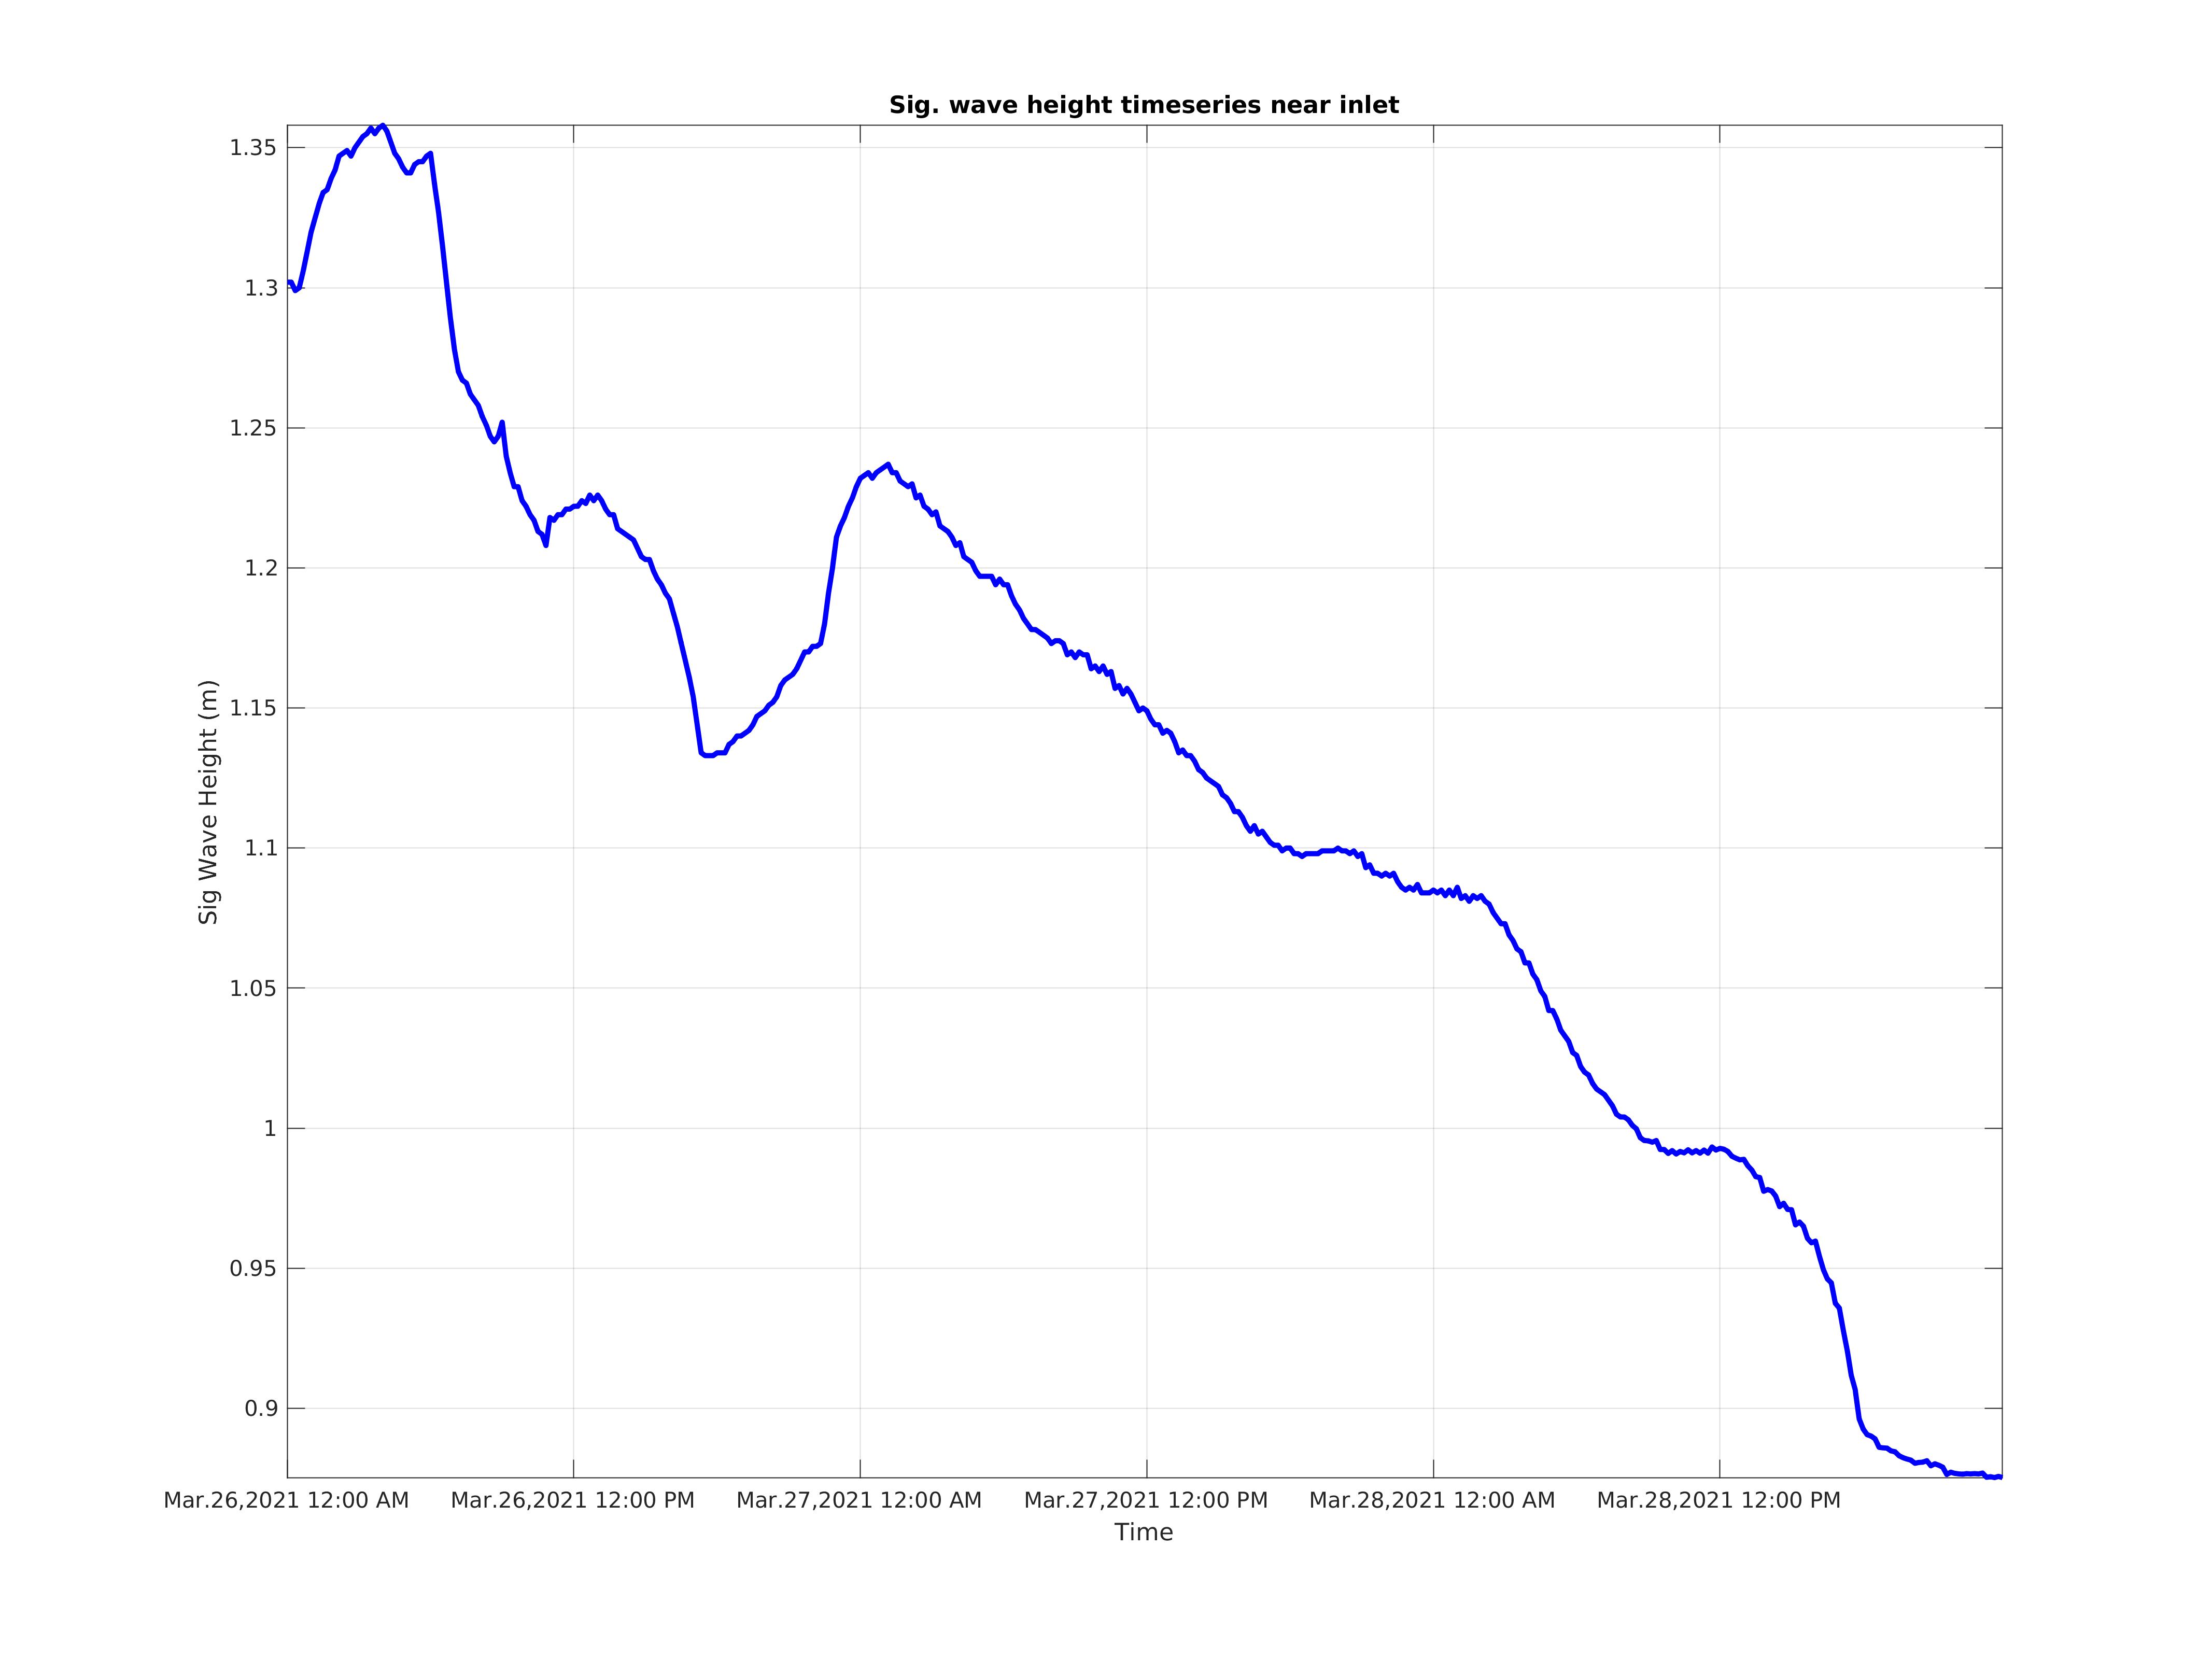 Sig. wave height timeseries near inlet
1.35
1.3
1.25
1.2
1.15
1.1
1.05
1
0.95
0.9
Sig Wave Height (m)
Mar.26,2021 12:00 AM
Mar.26,2021 12:00 PM
Mar.27,2021 12:00 AM
Mar.27,2021 12:00 PM
Mar.28,2021 12:00 AM
Mar.28,2021 12:00 PM
Time